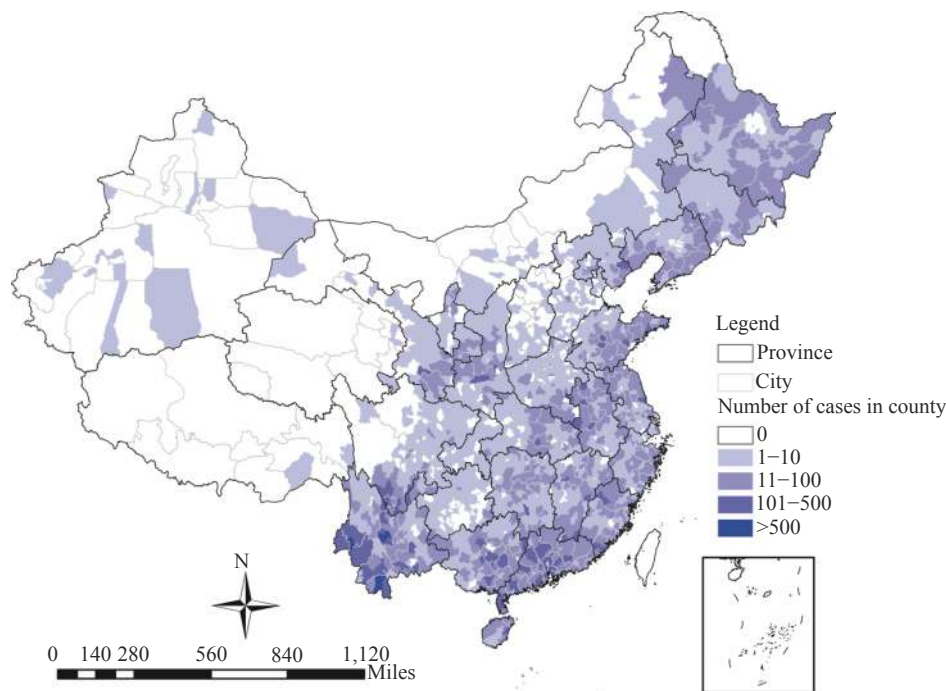 Legend
Province
City
Number of cases in county
0
1−10
11−100
101−500
>500
N
0 140 280 560 840 1,120
Miles